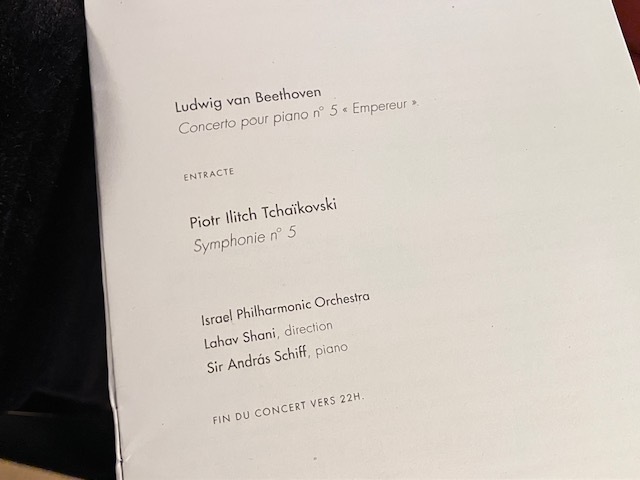 Ludwig van Beethoven
Concerto pour piano n° 5 « Empereur »
ENTRACTE
Piotr Ilitch Tchaïkovski
Symphonie n° 5
Israel Philharmonic Orchestra
Lahav Shani, direction
Sir András Schiff, piano
FIN DU CONCERT VERS 22H.